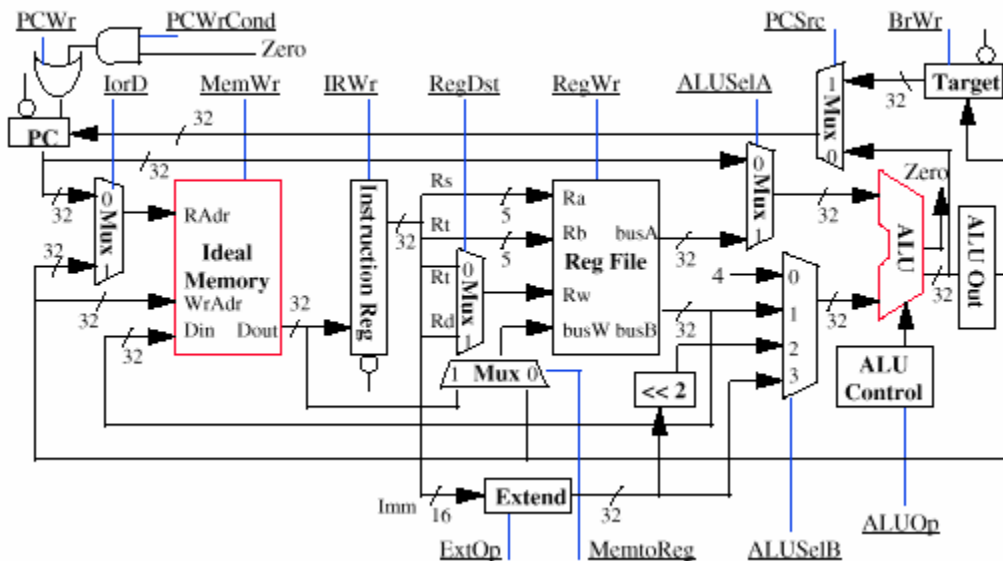 PCWr
PCWrCond
PCSrc
BrWr
Zero
IorD
MemWr
IRWr
RegDst
RegWr
ALUSelA
1
Mux
0
32
Target
PC
32
32
32
0
Mux
1
32
RAdr
Ideal
Memory
WrAdr
Din
Dout
32
32
32
Instruction Reg
32
Rs
Rt
Rt
Rd
5
5
0
Mux
1
Ra
Rb
busA
Reg File
Rw
busW
busB
32
32
0
Mux
1
32
Zero
ALU
32
ALU Out
4
0
1
2
3
32
1
Mux
0
<< 2
ALU
Control
Imm
16
Extend
32
ExtOp
MemtoReg
ALUSelB
ALUOp